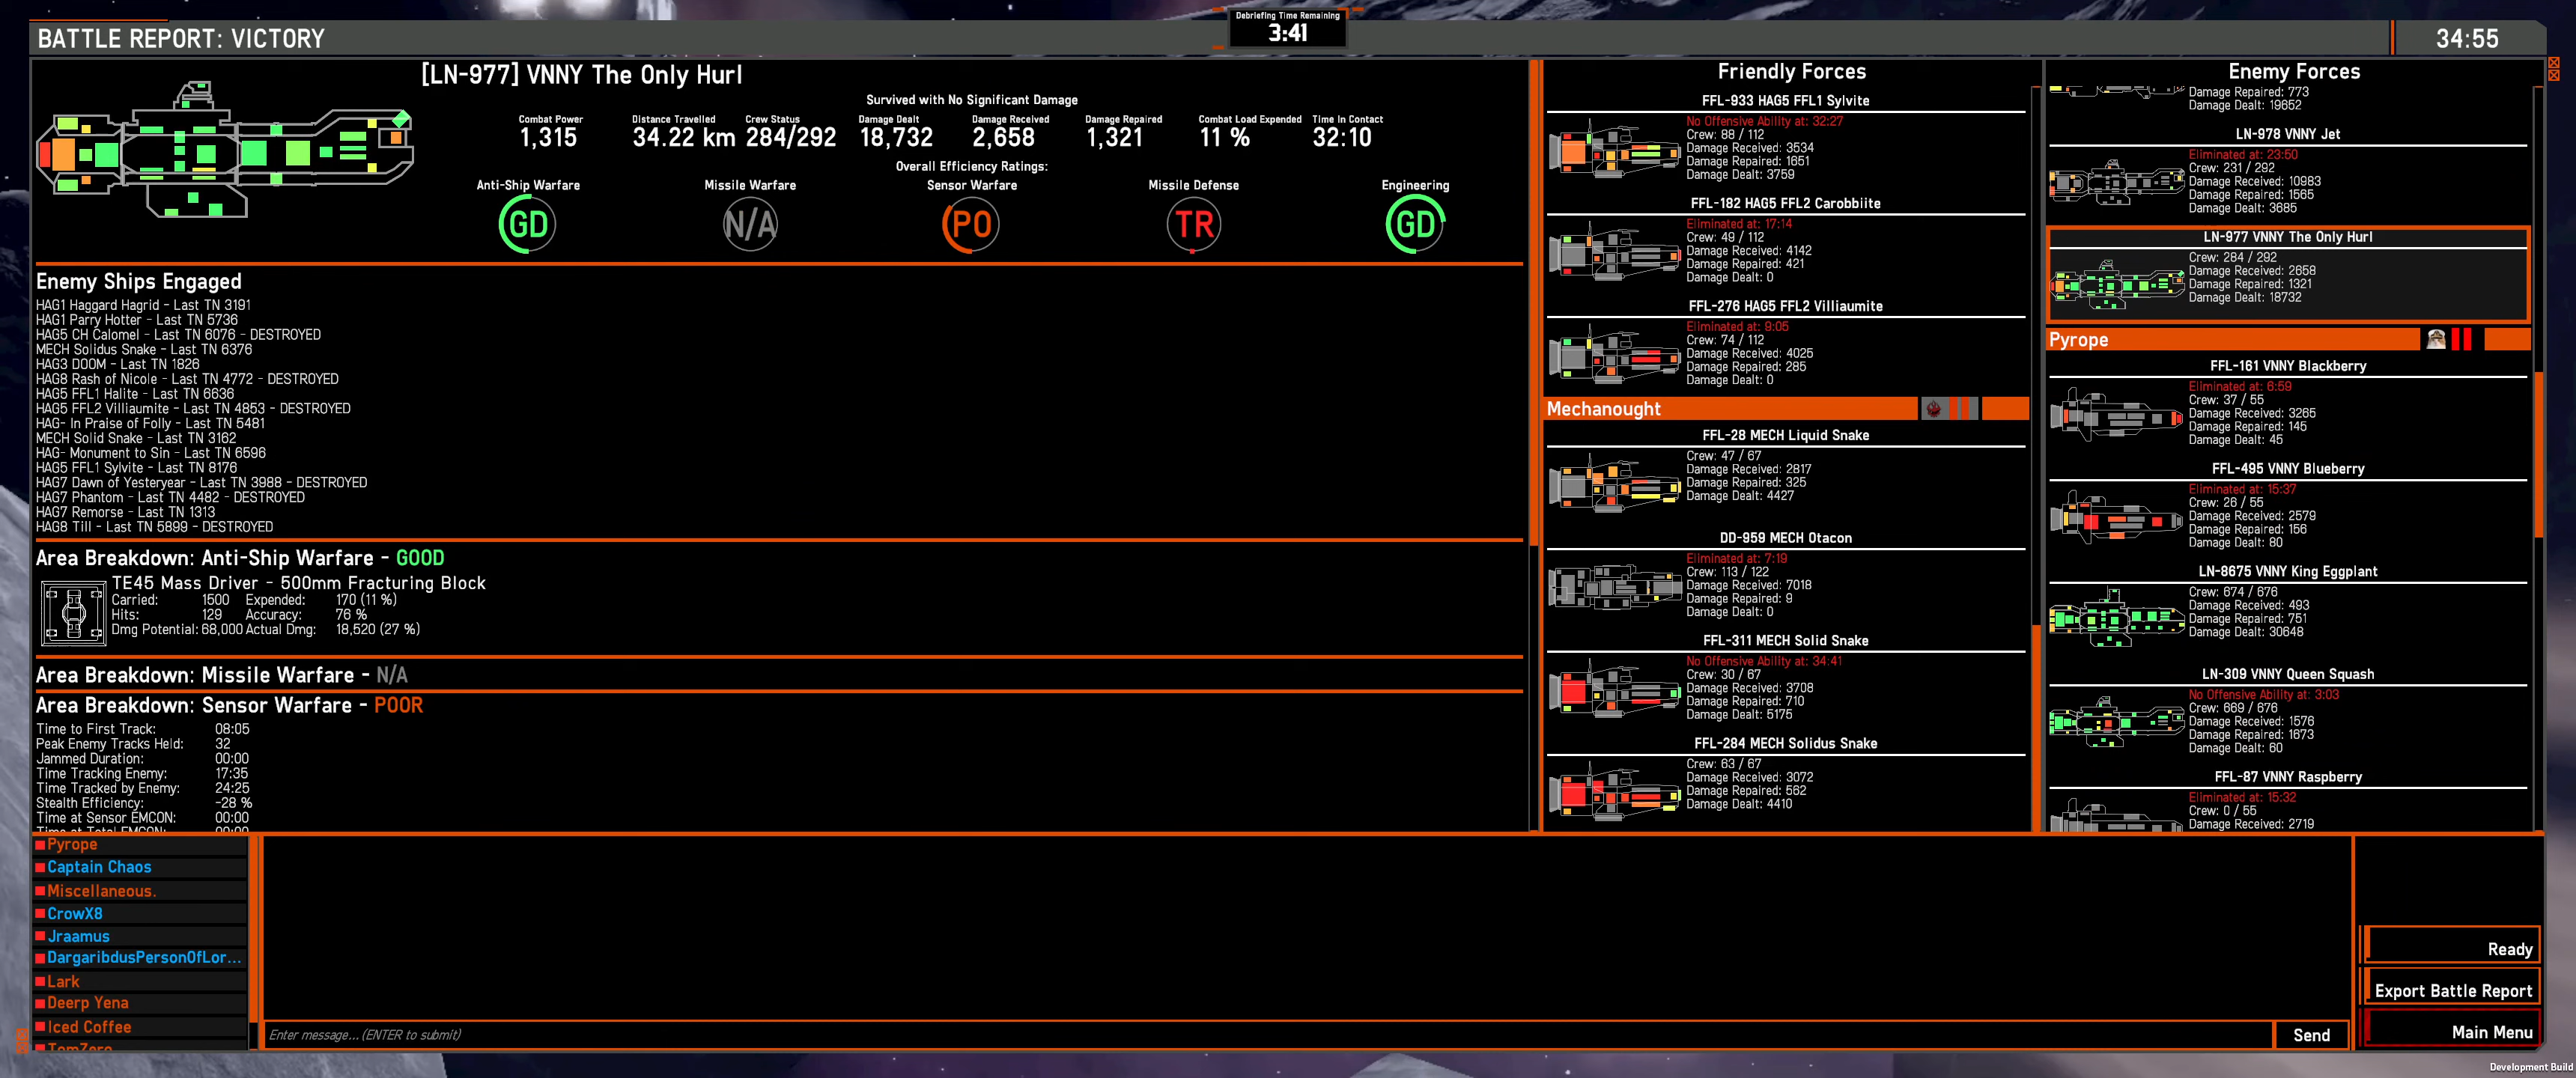 Debriefing Time Remaining
3:41
BATTLE REPORT: VICTORY
34:55
[LN-977] VNNY The Only Hurl
Survived with No Significant Damage
Combat Power
1,315
Distance Travelled
34.22 km
Crew Status
284/292
Damage Dealt
18,732
Damage Received
2,658
Damage Repaired
1,321
Combat Load Expended
11 %
Time In Contact
32:10
Overall Efficiency Ratings:
Anti-Ship Warfare
GD
Missile Warfare
N/A
Sensor Warfare
PO
Missile Defense
TR
Engineering
GD
Enemy Ships Engaged
HAG1 Haggard Hagrid - Last TN 3191
HAG1 Parry Hotter - Last TN 5736
HAG5 CH Calomel - Last TN 6076 - DESTROYED
MECH Solidus Snake - Last TN 6376
HAG3 DOOM - Last TN 1826
HAG8 Rash of Nicole - Last TN 4772 - DESTROYED
HAG5 FFL1 Halite - Last TN 6636
HAG5 FFL2 Villiaumite - Last TN 4853 - DESTROYED
HAG- In Praise of Folly - Last TN 5481
MECH Solid Snake - Last TN 3162
HAG- Monument to Sin - Last TN 6596
HAG5 FFL1 Sylvite - Last TN 8176
HAG7 Dawn of Yesteryear - Last TN 3988 - DESTROYED
HAG7 Phantom - Last TN 4482 - DESTROYED
HAG7 Remorse - Last TN 1313
HAG8 Till - Last TN 5899 - DESTROYED
Area Breakdown: Anti-Ship Warfare - GOOD
TE45 Mass Driver - 500mm Fracturing Block
Carried: 1500 Expended: 170 (11 %)
Hits: 129 Accuracy: 76 %
Dmg Potential: 68,000 Actual Dmg: 18,520 (27 %)
Area Breakdown: Missile Warfare - N/A
Area Breakdown: Sensor Warfare - POOR
Time to First Track: 08:05
Peak Enemy Tracks Held: 32
Jammed Duration: 00:00
Time Tracking Enemy: 17:35
Time Tracked by Enemy: 24:25
Stealth Efficiency: -28 %
Time at Sensor EMCON: 00:00
Time at Total EMCON: 00:00
Friendly Forces
FFL-933 HAG5 FFL1 Sylvite
No Offensive Ability at: 32:27
Crew: 88 / 112
Damage Received: 3534
Damage Repaired: 1651
Damage Dealt: 3759
FFL-182 HAG5 FFL2 Carobbiite
Eliminated at: 17:14
Crew: 49 / 112
Damage Received: 4142
Damage Repaired: 421
Damage Dealt: 0
FFL-276 HAG5 FFL2 Villiaumite
Eliminated at: 9:05
Crew: 74 / 112
Damage Received: 4025
Damage Repaired: 285
Damage Dealt: 0
Mechanought
FFL-28 MECH Liquid Snake
Crew: 47 / 67
Damage Received: 2817
Damage Repaired: 325
Damage Dealt: 4427
DD-959 MECH Otacon
Eliminated at: 7:19
Crew: 113 / 122
Damage Received: 7018
Damage Repaired: 9
Damage Dealt: 0
FFL-311 MECH Solid Snake
No Offensive Ability at: 34:41
Crew: 30 / 67
Damage Received: 3708
Damage Repaired: 710
Damage Dealt: 5175
FFL-284 MECH Solidus Snake
Crew: 63 / 67
Damage Received: 3072
Damage Repaired: 562
Damage Dealt: 4410
Enemy Forces
Damage Repaired: 773
Damage Dealt: 19652
LN-978 VNNY Jet
Eliminated at: 23:50
Crew: 231 / 292
Damage Received: 10983
Damage Repaired: 1565
Damage Dealt: 3685
LN-977 VNNY The Only Hurl
Crew: 284 / 292
Damage Received: 2658
Damage Repaired: 1321
Damage Dealt: 18732
Pyrope
FFL-161 VNNY Blackberry
Eliminated at: 6:59
Crew: 37 / 55
Damage Received: 3265
Damage Repaired: 145
Damage Dealt: 45
FFL-495 VNNY Blueberry
Eliminated at: 15:37
Crew: 26 / 55
Damage Received: 2579
Damage Repaired: 156
Damage Dealt: 80
LN-8675 VNNY King Eggplant
Crew: 674 / 676
Damage Received: 493
Damage Repaired: 751
Damage Dealt: 30648
LN-309 VNNY Queen Squash
No Offensive Ability at: 3:03
Crew: 669 / 676
Damage Received: 1576
Damage Repaired: 1673
Damage Dealt: 60
FFL-87 VNNY Raspberry
Eliminated at: 15:32
Crew: 0 / 55
Damage Received: 2719
Pyrope
Captain Chaos
Miscellaneous.
CrowX8
Jraamus
DargaribdusPersonOfLor...
Lark
Deerp Yena
Iced Coffee
TomZero
Enter message... (ENTER to submit)
Send
Ready
Export Battle Report
Main Menu
Development Build